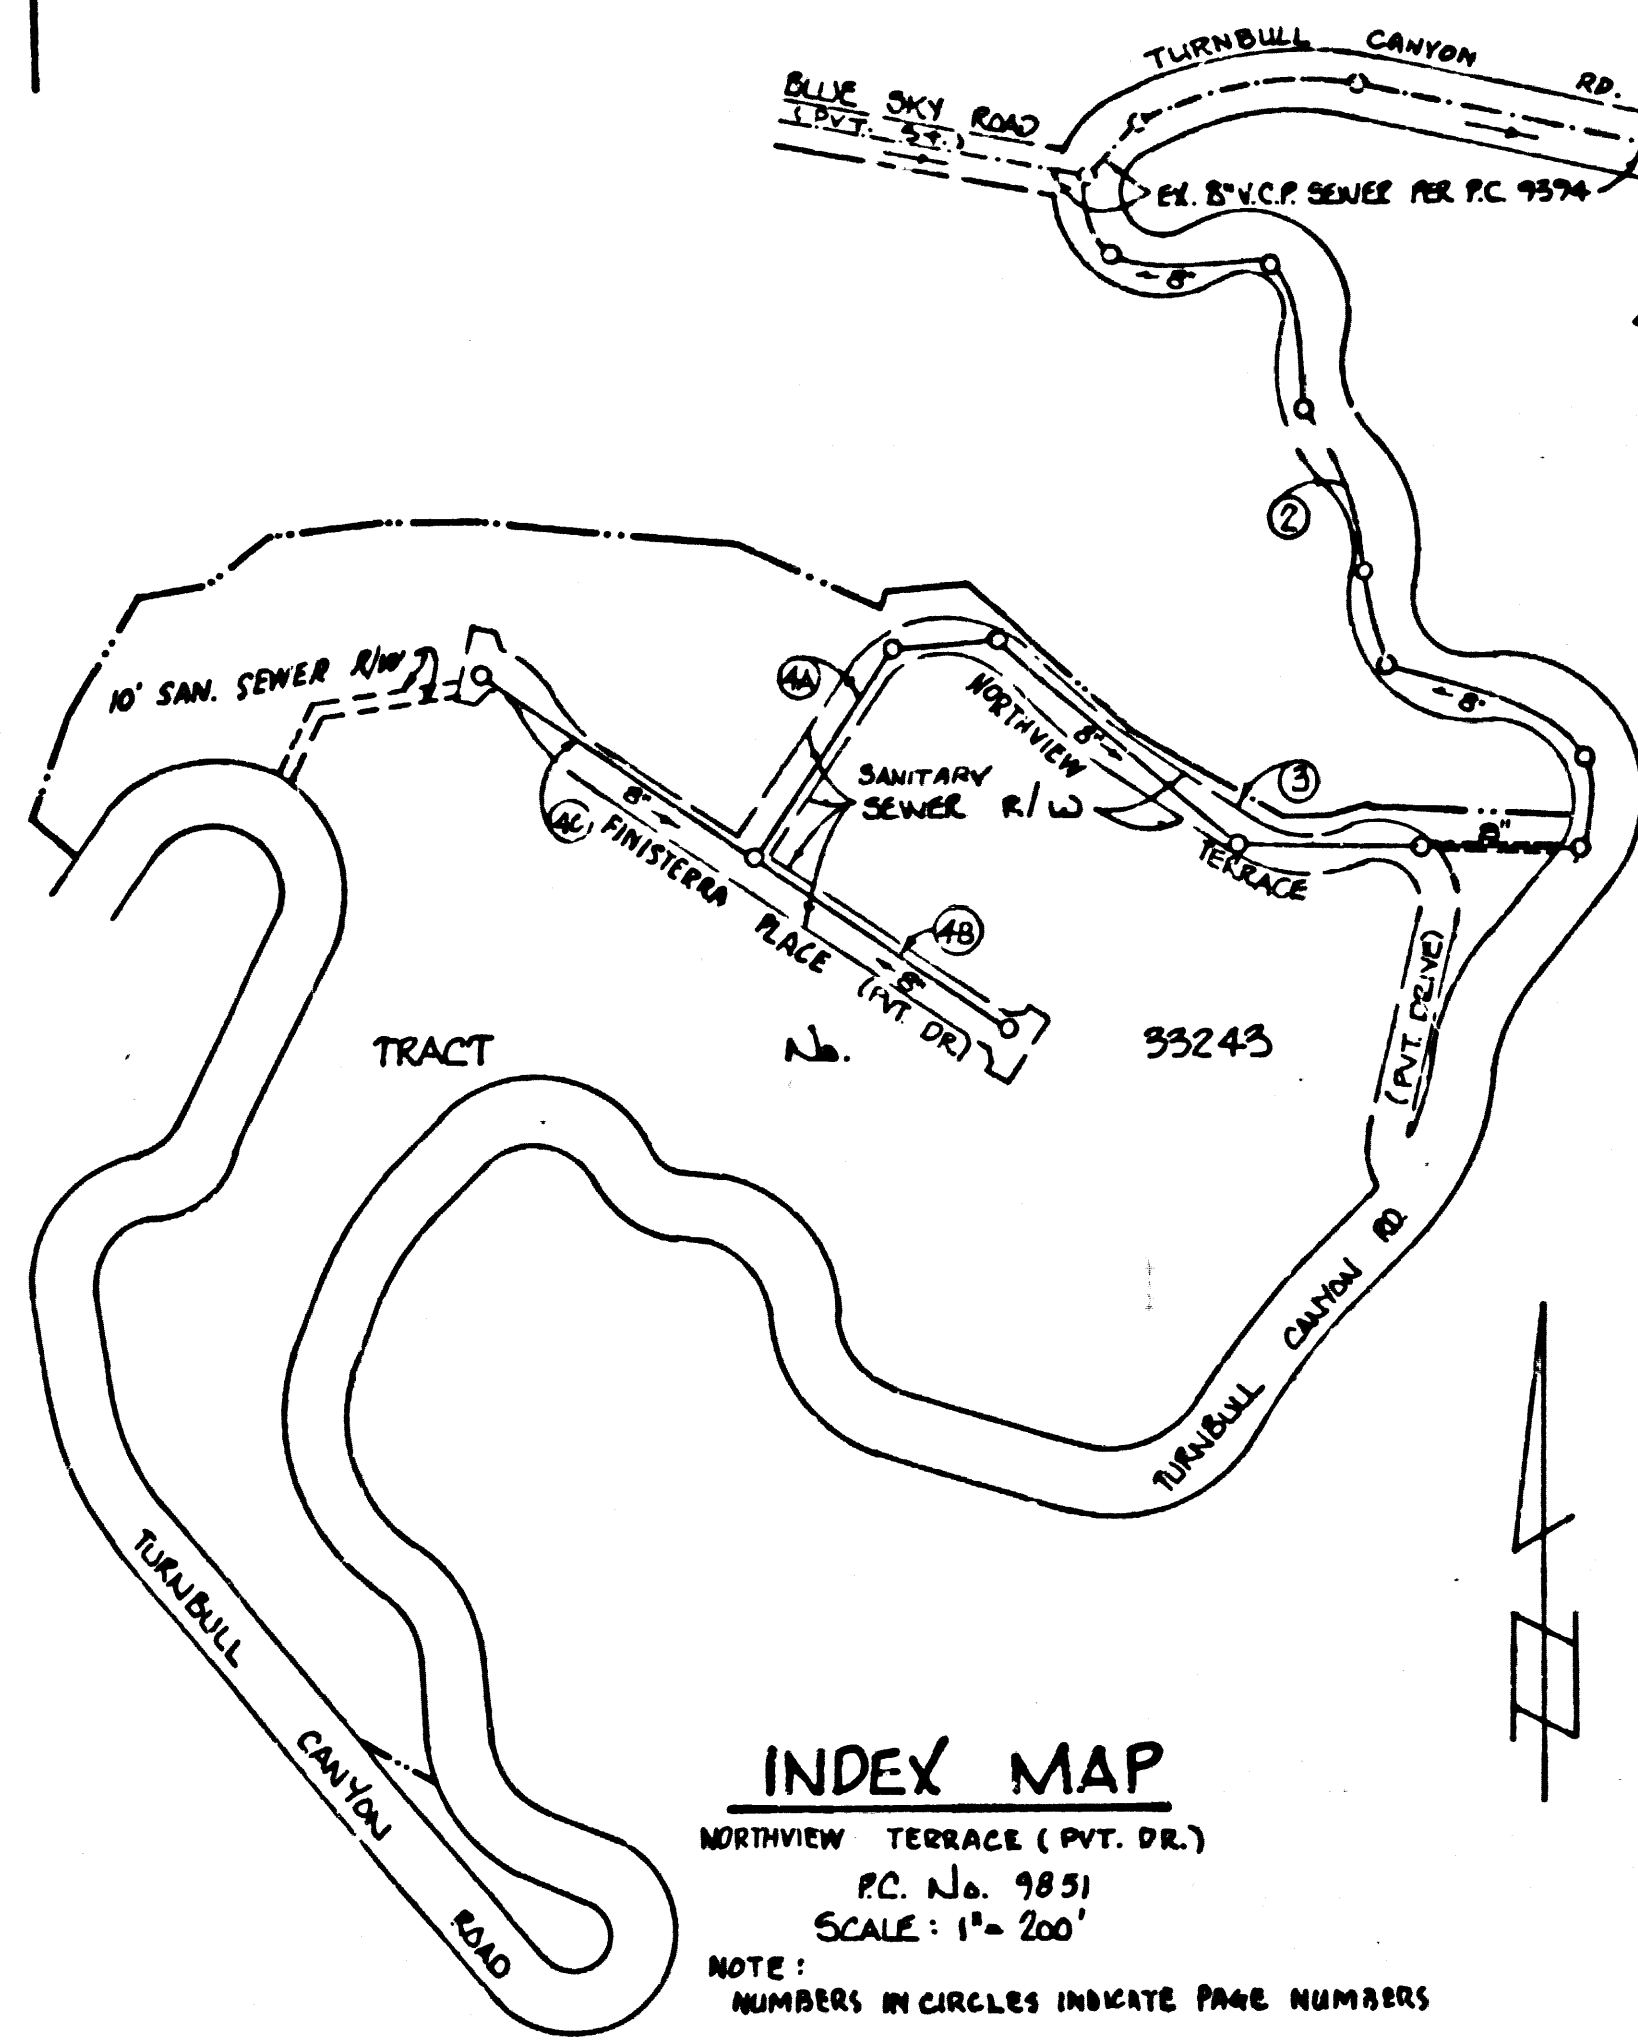 TURNBULL CANYON RD.
BLUE SKY ROAD
(PVT. ST.)
EX. 8" V.C.P. SEWER PER P.C. 9394
8"
2
10' SAN. SEWER R/W
4A
NORTHVIEW
8"
8"
SANITARY
SEWER R/W
3
8"
4C
FINISTERRA
TERRACE
8"
PLACE
4B
8"
(PVT. DR.)
(PVT. DRIVE)
TRACT No. 33243
TURNBULL CANYON RD.
TURNBULL
CANYON
ROAD
INDEX MAP
NORTHVIEW TERRACE (PVT. DR.)
P.C. No. 9851
SCALE: 1"= 200'
NOTE:
NUMBERS IN CIRCLES INDICATE PAGE NUMBERS